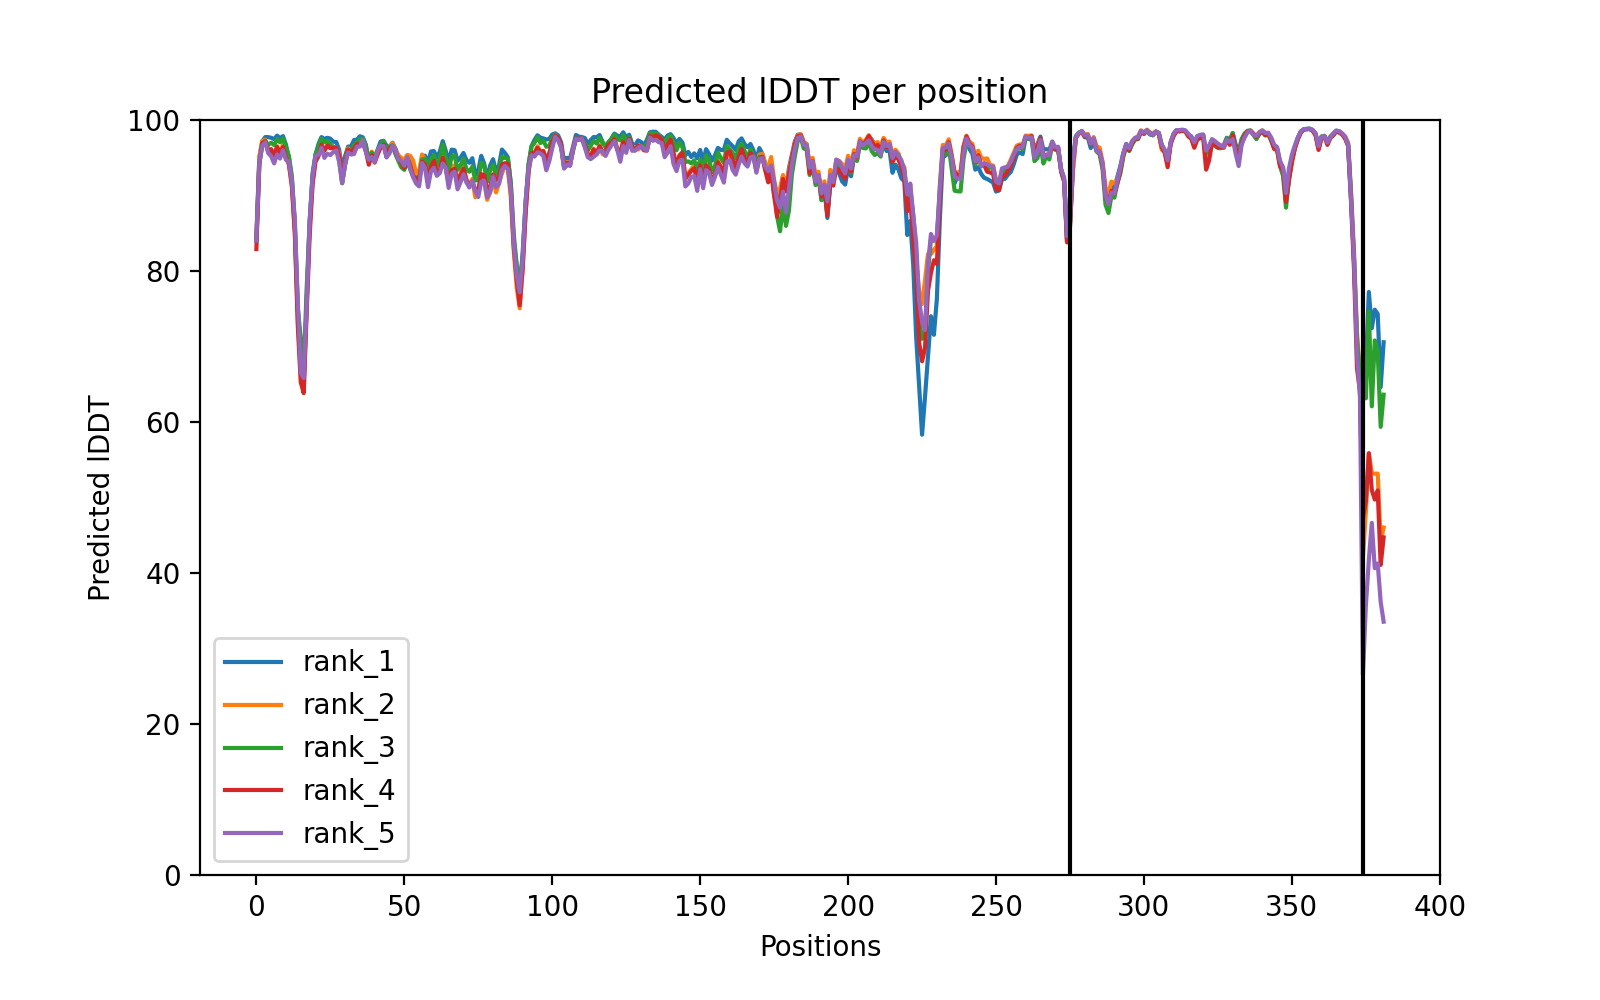 Predicted lDDT per position
Predicted lDDT
100
80
60
40
20
0
rank_1
rank_2
rank_3
rank_4
rank_5
0 50 100 150 200 250 300 350 400
Positions